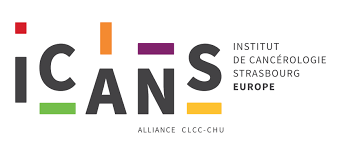 iCANS
INSTITUT
DE CANCÉROLOGIE
STRASBOURG
EUROPE
ALLIANCE CLCC-CHU